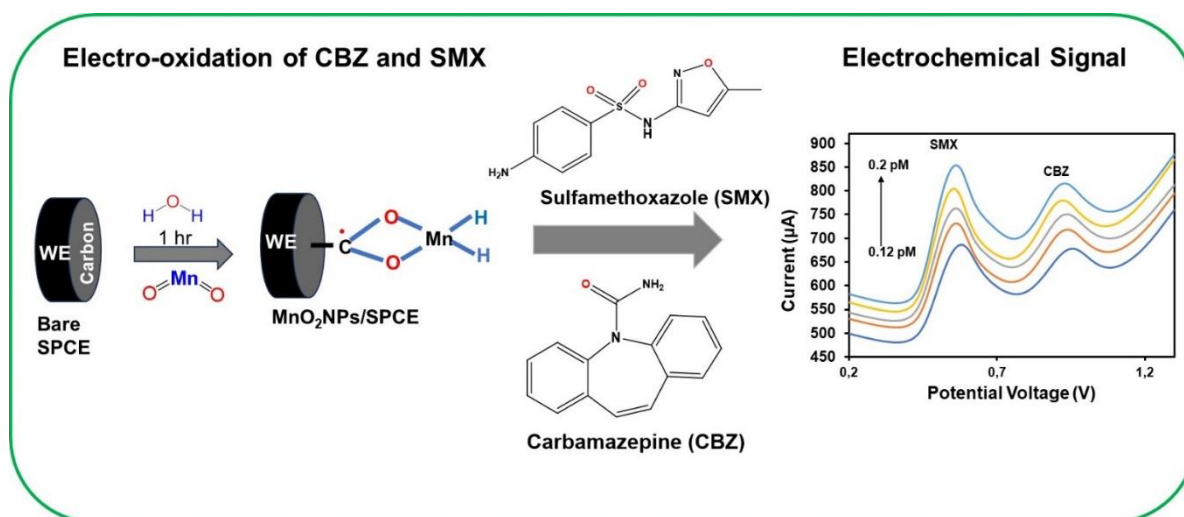 Electro-oxidation of CBZ and SMX
WE
Carbon
Bare
SPCE
H O H
1 hr
O Mn O
WE
C
O
O
Mn
H
H
MnO₂NPs/SPCE
O
O
S
N
H
N
O
H₂N
Sulfamethoxazole (SMX)
O
NH₂
N
Carbamazepine (CBZ)
Electrochemical Signal
Current (µA)
900
850
800
750
700
650
600
550
500
450
SMX
CBZ
0.2 pM
0.12 pM
0,2
0,7
1,2
Potential Voltage (V)